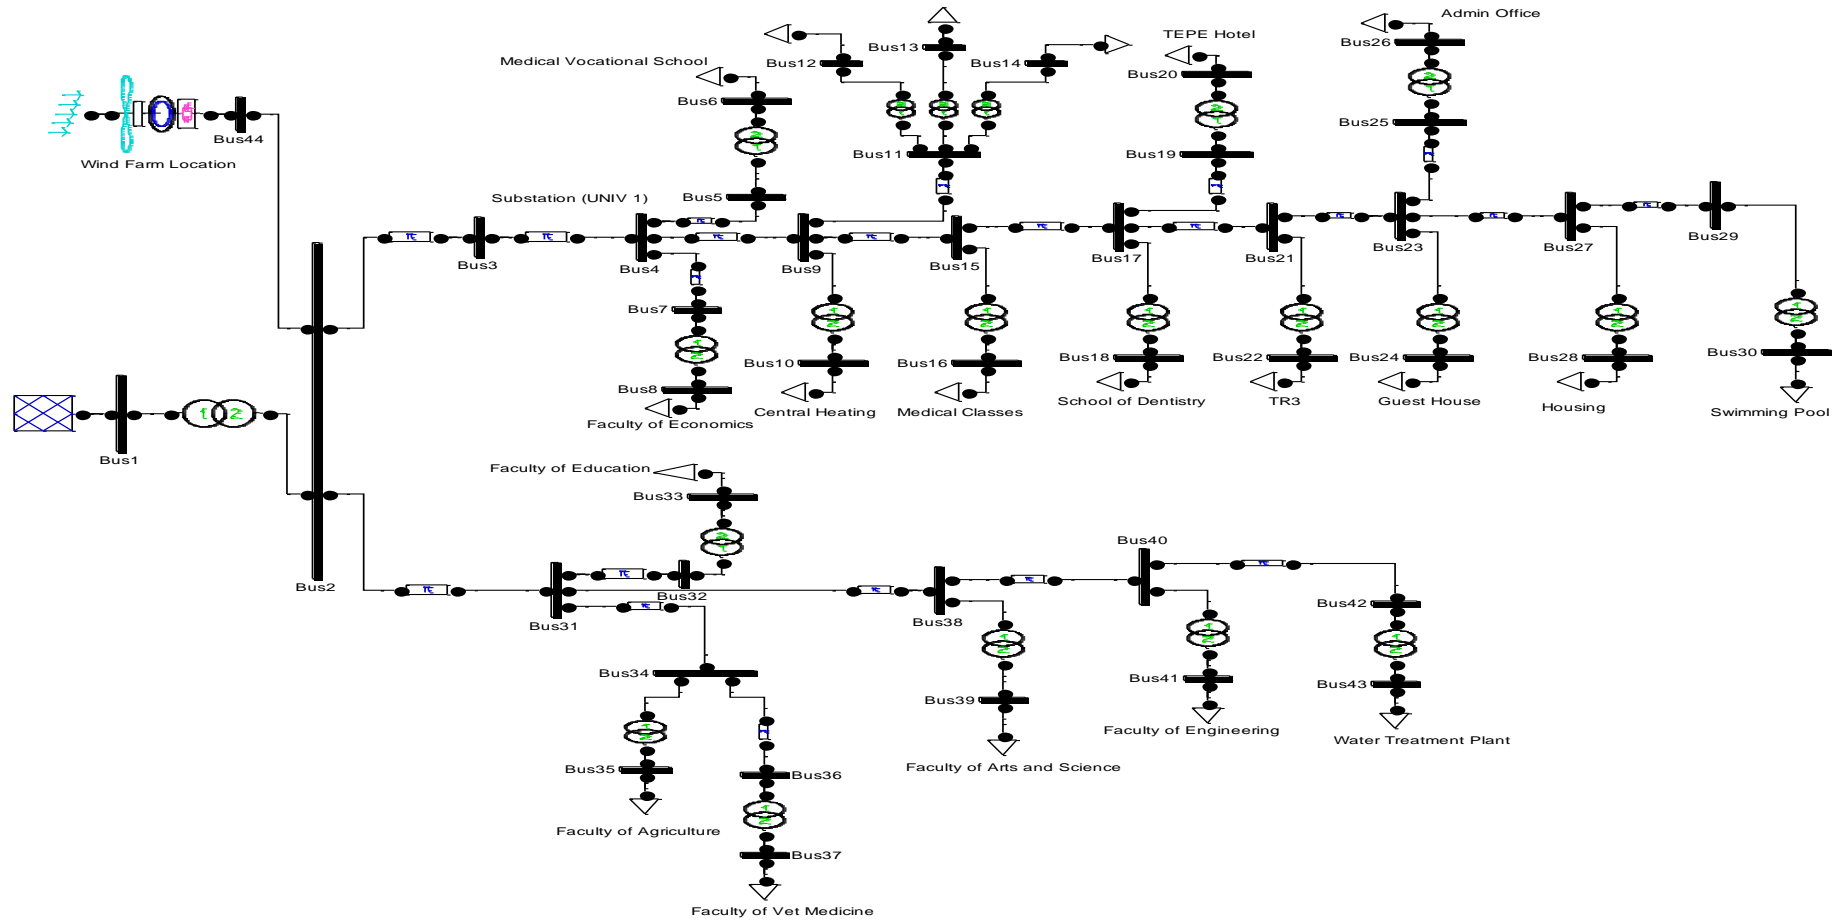 Admin Office
TEPE Hotel
Bus26
Bus13
Medical Vocational School
Bus12
Bus14
Bus20
Bus6
Bus25
Bus44
Bus11
Bus19
Wind Farm Location
Substation (UNIV 1)
Bus5
Bus3
Bus4
Bus9
Bus15
Bus17
Bus21
Bus23
Bus27
Bus29
Bus7
Bus8
Bus10
Bus16
Bus18
Bus22
Bus24
Bus28
Bus30
Faculty of Economics
Central Heating
Medical Classes
School of Dentistry
TR3
Guest House
Housing
Swimming Pool
1 2
Bus1
Faculty of Education
Bus33
Bus2
Bus32
Bus31
Bus38
Bus40
Bus42
Bus34
Bus39
Bus41
Bus43
Faculty of Engineering
Water Treatment Plant
Bus35
Bus36
Faculty of Arts and Science
Faculty of Agriculture
Bus37
Faculty of Vet Medicine